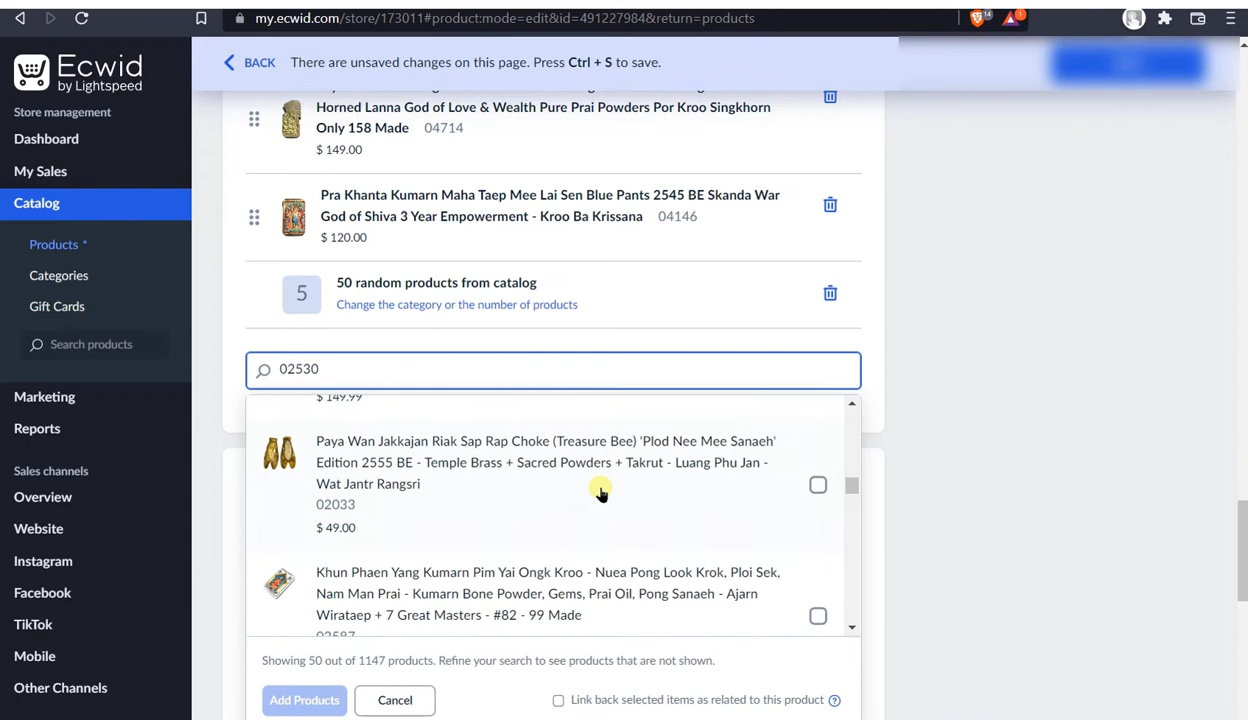 my.ecwid.com/store/173011#product:mode=edit&id=491227984&return=products
14
1
Ecwid
by Lightspeed
Store management
Dashboard
My Sales
Catalog
Products *
Categories
Gift Cards
Search products
Marketing
Reports
Sales channels
Overview
Website
Instagram
Facebook
TikTok
Mobile
Other Channels
BACK
There are unsaved changes on this page. Press Ctrl + S to save.
Horned Lanna God of Love & Wealth Pure Prai Powders Por Kroo Singkhorn
Only 158 Made 04714
$ 149.00
Pra Khanta Kumarn Maha Taep Mee Lai Sen Blue Pants 2545 BE Skanda War
God of Shiva 3 Year Empowerment - Kroo Ba Krissana 04146
$ 120.00
5
50 random products from catalog
Change the category or the number of products
02530
$ 149.99
Paya Wan Jakkajan Riak Sap Rap Choke (Treasure Bee) 'Plod Nee Mee Sanaeh'
Edition 2555 BE - Temple Brass + Sacred Powders + Takrut - Luang Phu Jan -
Wat Jantr Rangsri
02033
$ 49.00
Khun Phaen Yang Kumarn Pim Yai Ongk Kroo - Nuea Pong Look Krok, Ploi Sek,
Nam Man Prai - Kumarn Bone Powder, Gems, Prai Oil, Pong Sanaeh - Ajarn
Wirataep + 7 Great Masters - #82 - 99 Made
02587
Showing 50 out of 1147 products. Refine your search to see products that are not shown.
Add Products
Cancel
Link back selected items as related to this product